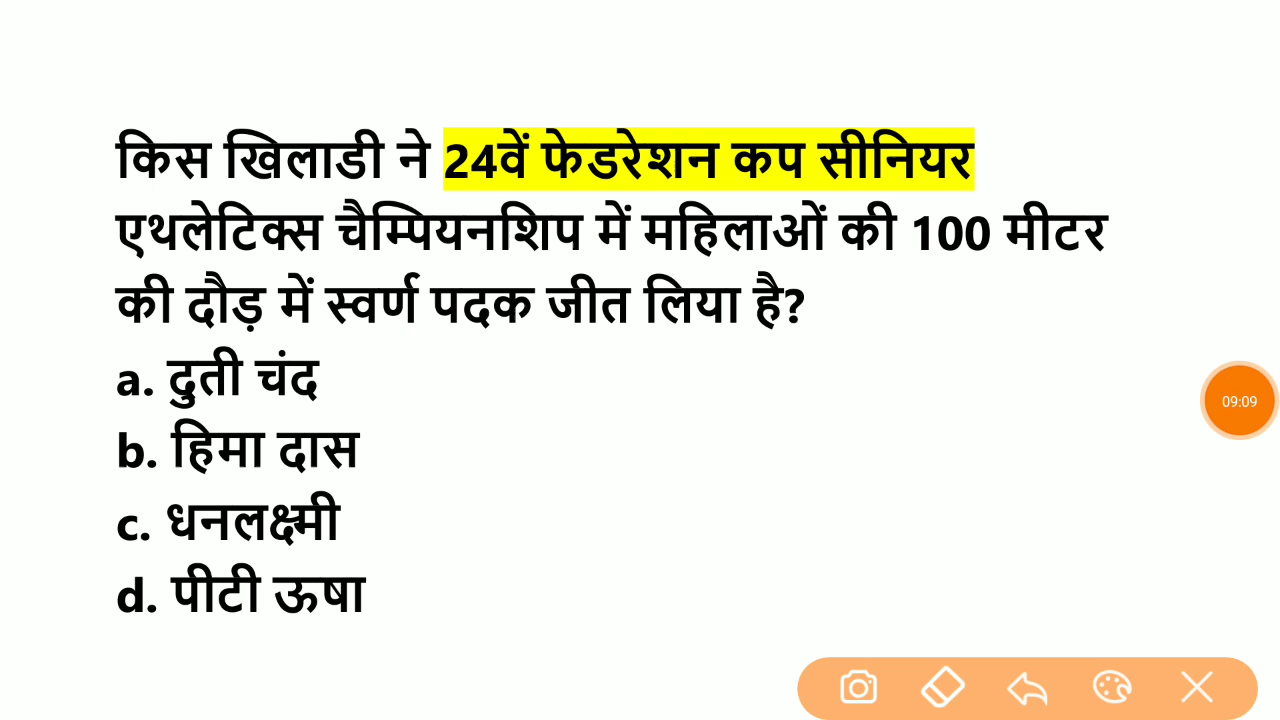 किस खिलाडी ने 24वें फेडरेशन कप सीनियर
एथलेटिक्स चैम्पियनशिप में महिलाओं की 100 मीटर
की दौड़ में स्वर्ण पदक जीत लिया है?
a. दुती चंद
b. हिमा दास
c. धनलक्ष्मी
d. पीटी ऊषा
09:09